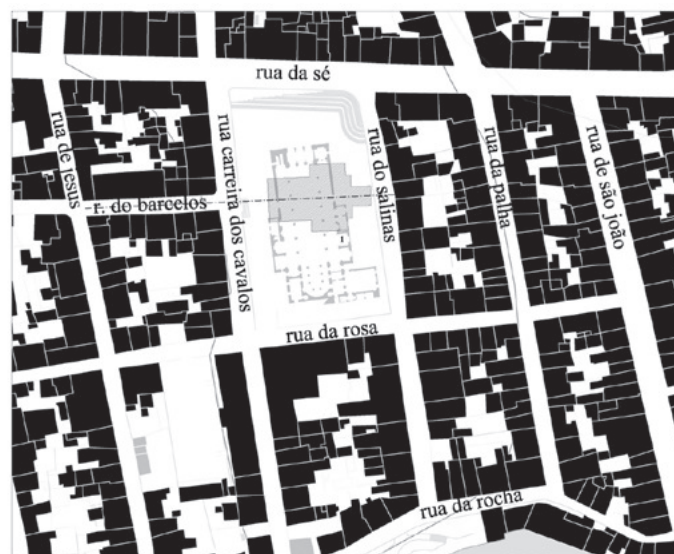 rua da sé
rua de jesus
rua carreira dos cavalos
rua do salinas
rua da palha
rua de são joão
r. do barcelos
rua da rosa
rua da rocha